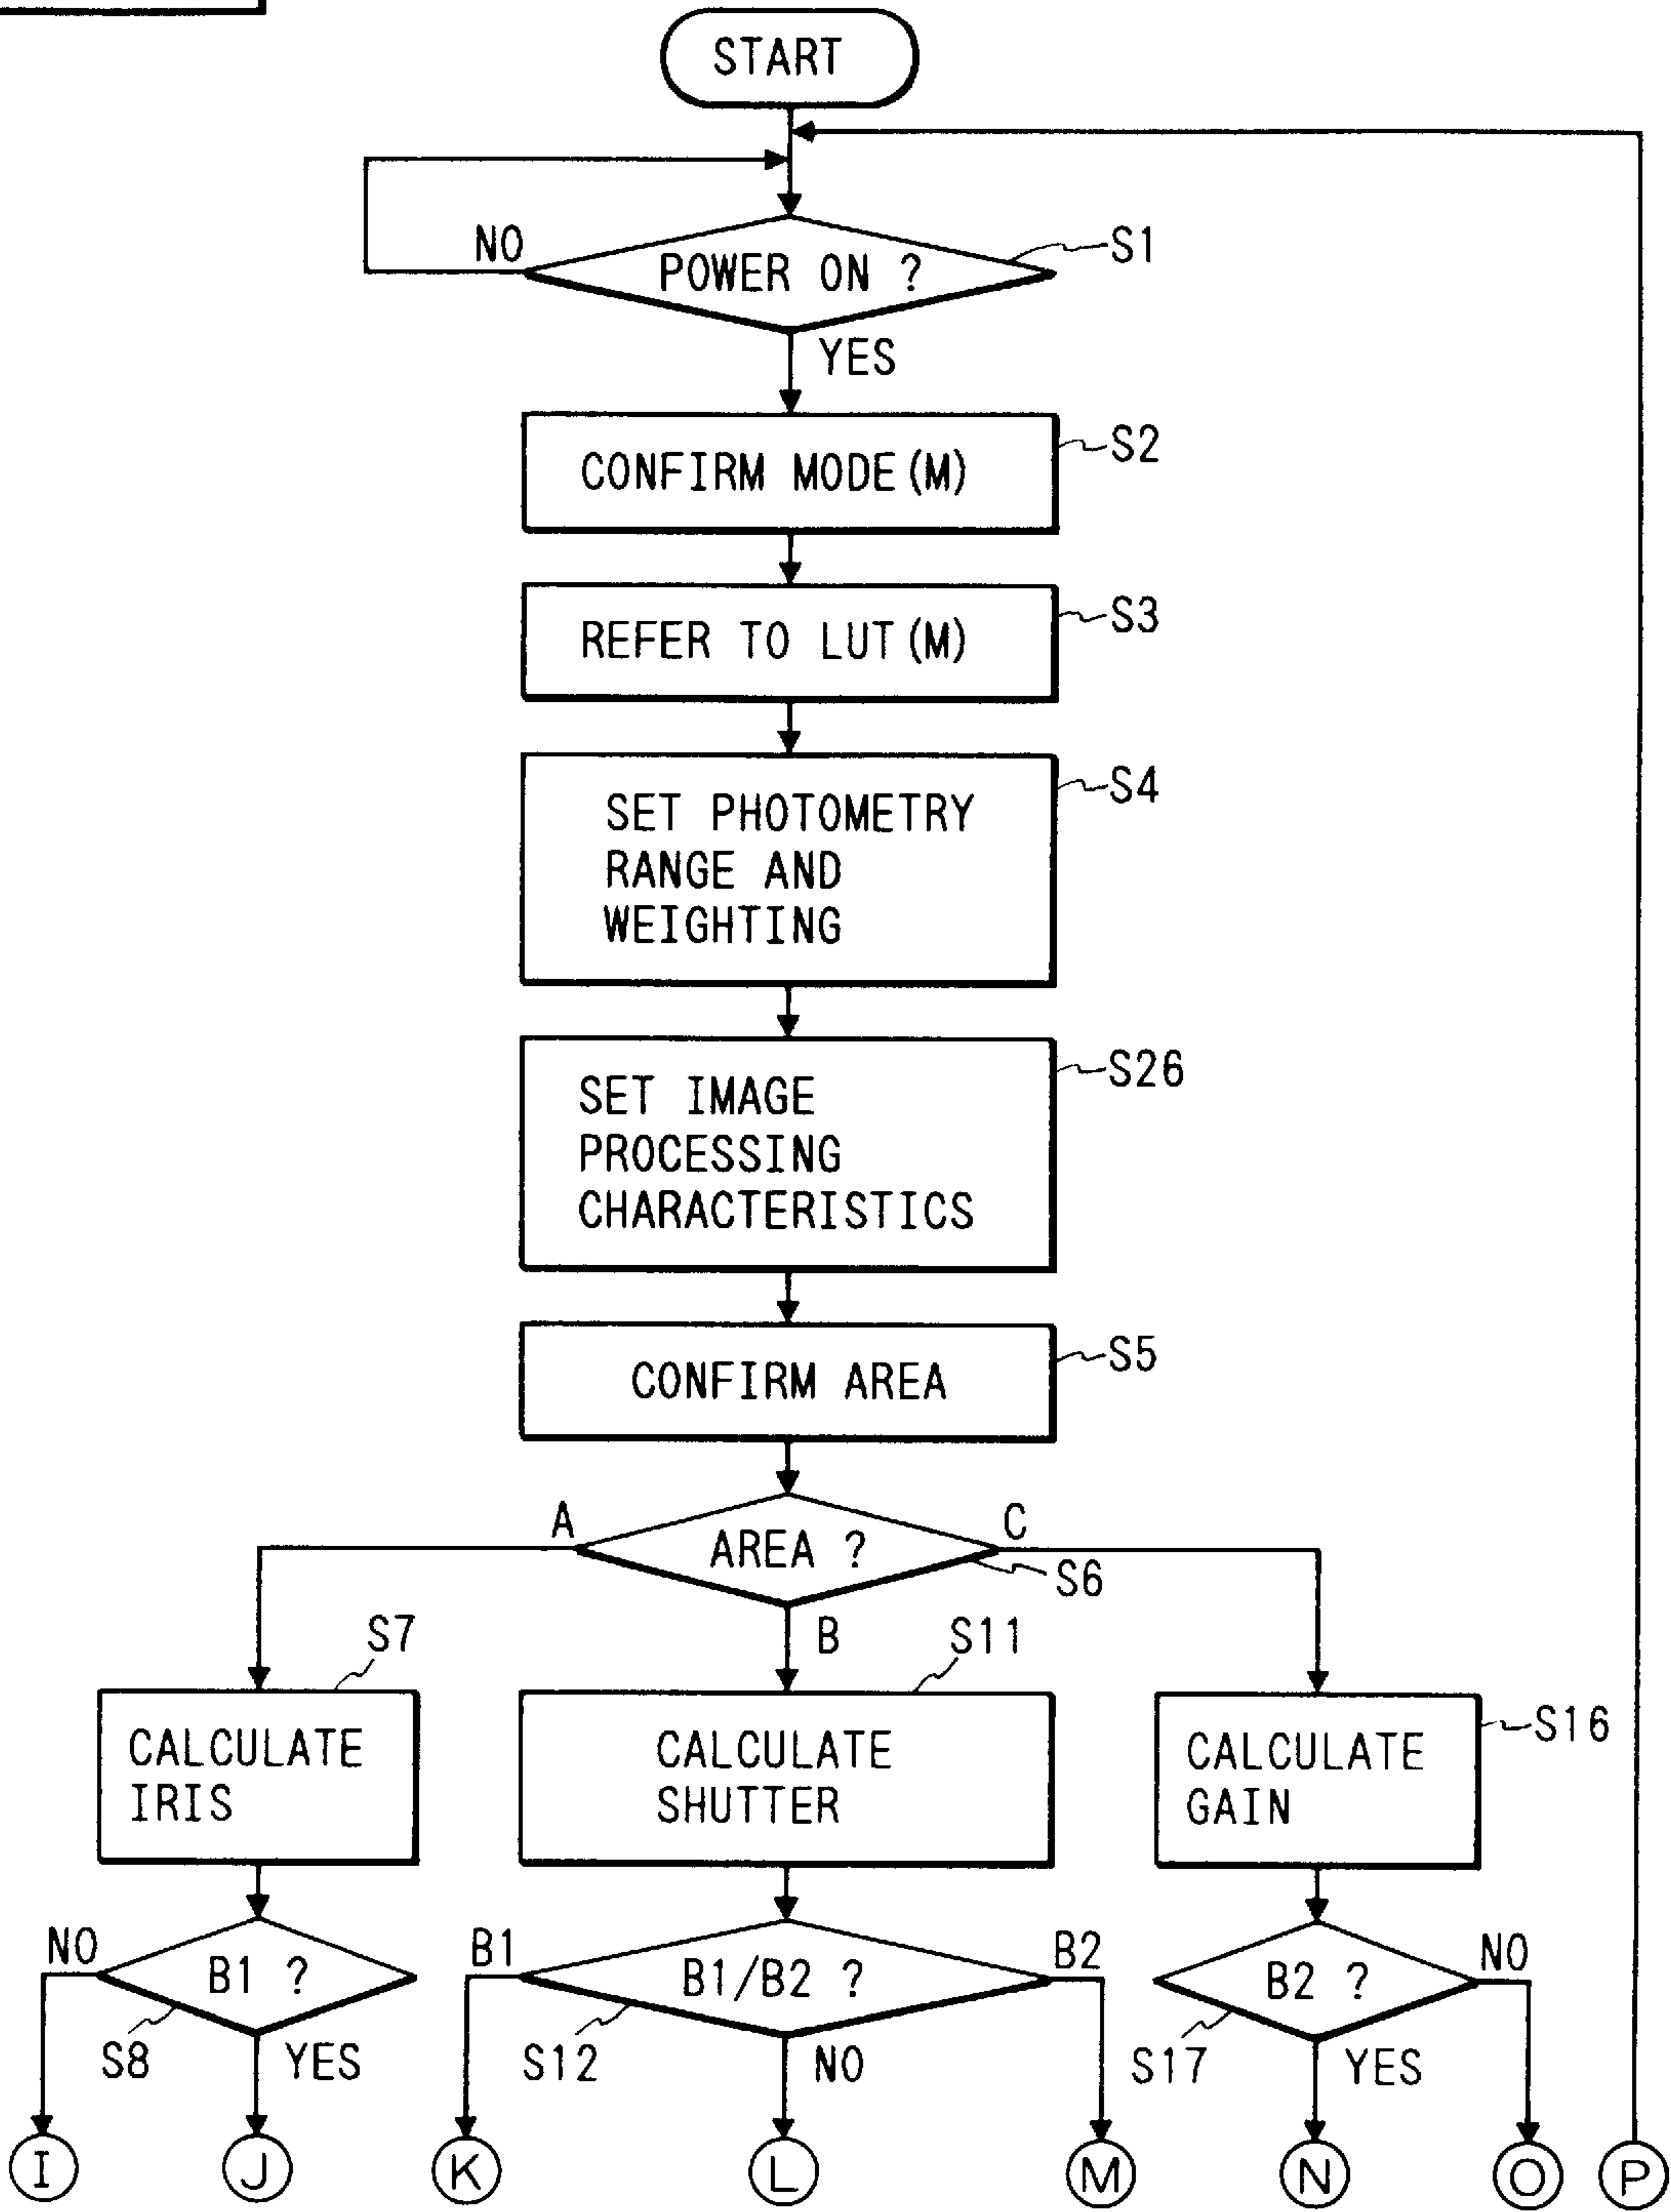 START
NO
POWER ON ?
S1
YES
CONFIRM MODE(M)
S2
REFER TO LUT(M)
S3
SET PHOTOMETRY
RANGE AND
WEIGHTING
S4
SET IMAGE
PROCESSING
CHARACTERISTICS
S26
CONFIRM AREA
S5
A
AREA ?
C
S6
B
S7
S11
CALCULATE
IRIS
CALCULATE
SHUTTER
CALCULATE
GAIN
S16
NO
B1 ?
S8
YES
B1
B1/B2 ?
B2
S12
NO
B2 ?
NO
S17
YES
I
J
K
L
M
N
O
P